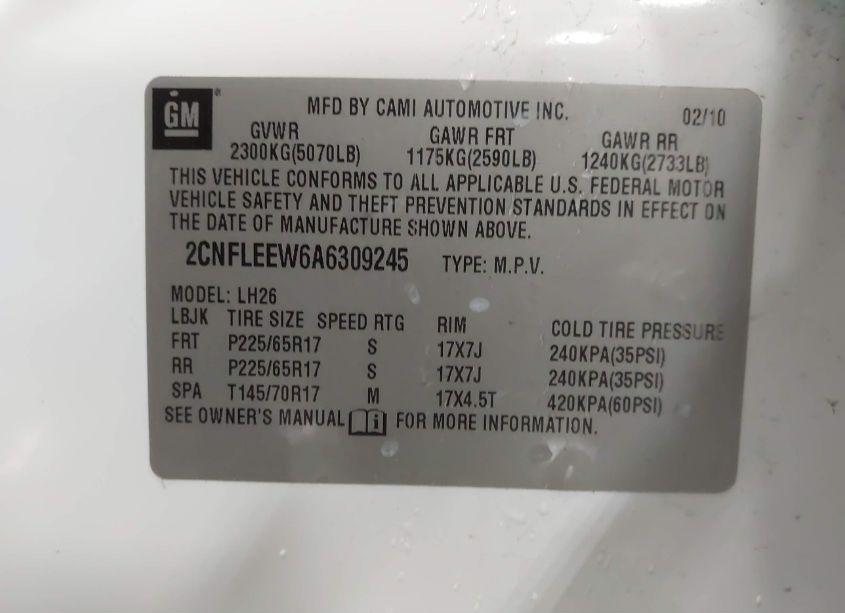 GM
MFD BY CAMI AUTOMOTIVE INC. 02/10
GVWR GAWR FRT GAWR RR
2300KG(5070LB) 1175KG(2590LB) 1240KG(2733LB)
THIS VEHICLE CONFORMS TO ALL APPLICABLE U.S. FEDERAL MOTOR
VEHICLE SAFETY AND THEFT PREVENTION STANDARDS IN EFFECT ON
THE DATE OF MANUFACTURE SHOWN ABOVE.
2CNFLEEW6A6309245 TYPE: M.P.V.
MODEL: LH26
LBJK TIRE SIZE SPEED RTG RIM COLD TIRE PRESSURE
FRT P225/65R17 S 17X7J 240KPA(35PSI)
RR P225/65R17 S 17X7J 240KPA(35PSI)
SPA T145/70R17 M 17X4.5T 420KPA(60PSI)
SEE OWNER'S MANUAL i FOR MORE INFORMATION.